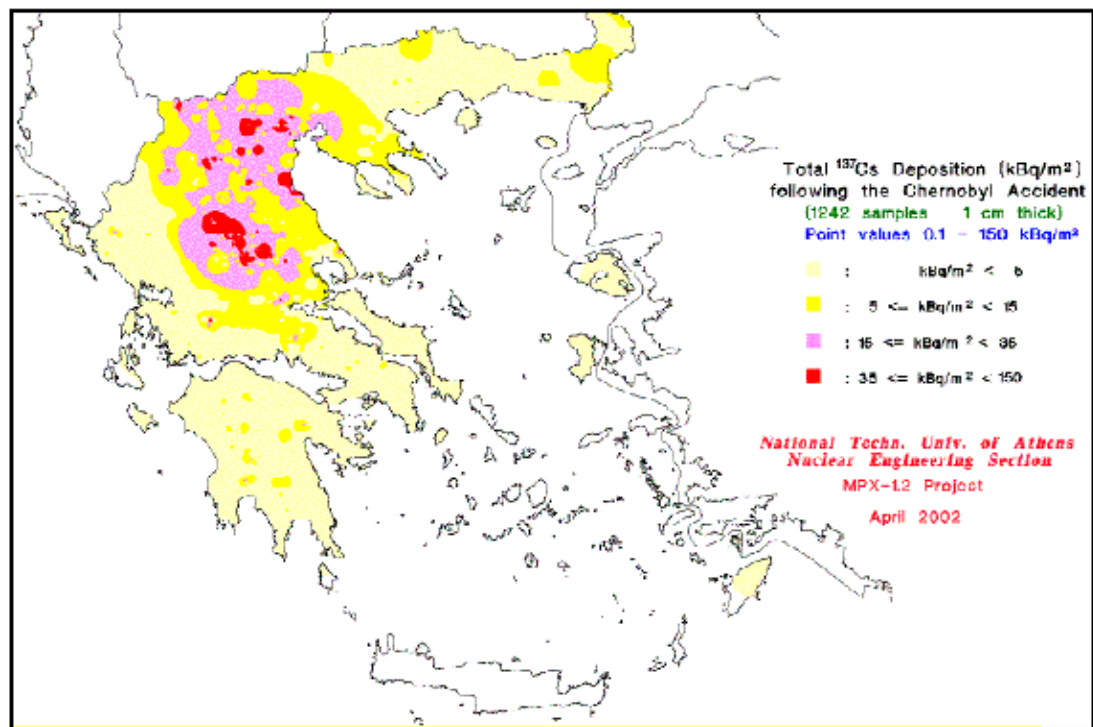 Total ¹³⁷Cs Deposition (kBq/m²)
following the Chernobyl Accident
(1242 samples 1 cm thick)
Point values 0.1 - 150 kBq/m²
: kBq/m² < 5
: 5 <= kBq/m² < 15
: 15 <= kBq/m² < 35
: 35 <= kBq/m² < 150
National Techn. Univ. of Athens
Nuclear Engineering Section
MPX-12 Project
April 2002